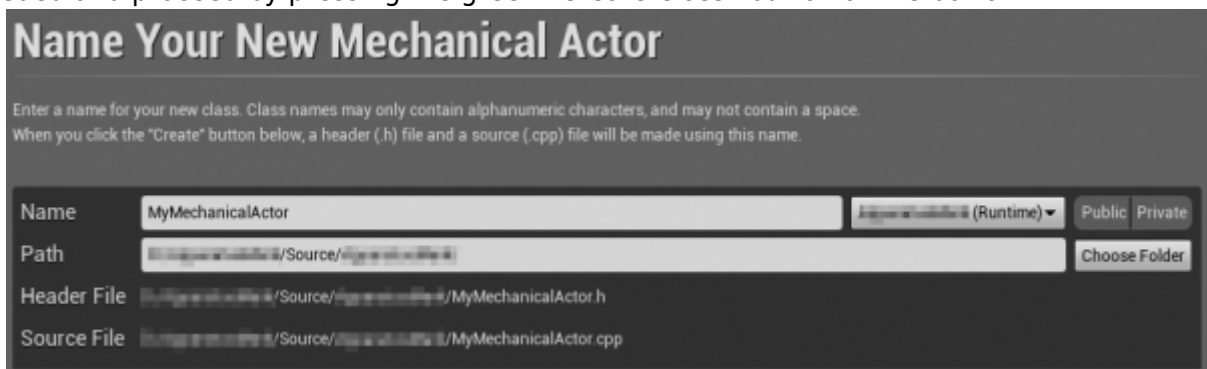 Name Your New Mechanical Actor
Enter a name for your new class. Class names may only contain alphanumeric characters, and may not contain a space.
When you click the "Create" button below, a header (.h) file and a source (.cpp) file will be made using this name.
Name MyMechanicalActor (Runtime) Public Private
Path /Source/ Choose Folder
Header File /Source/ /MyMechanicalActor.h
Source File /Source/ /MyMechanicalActor.cpp